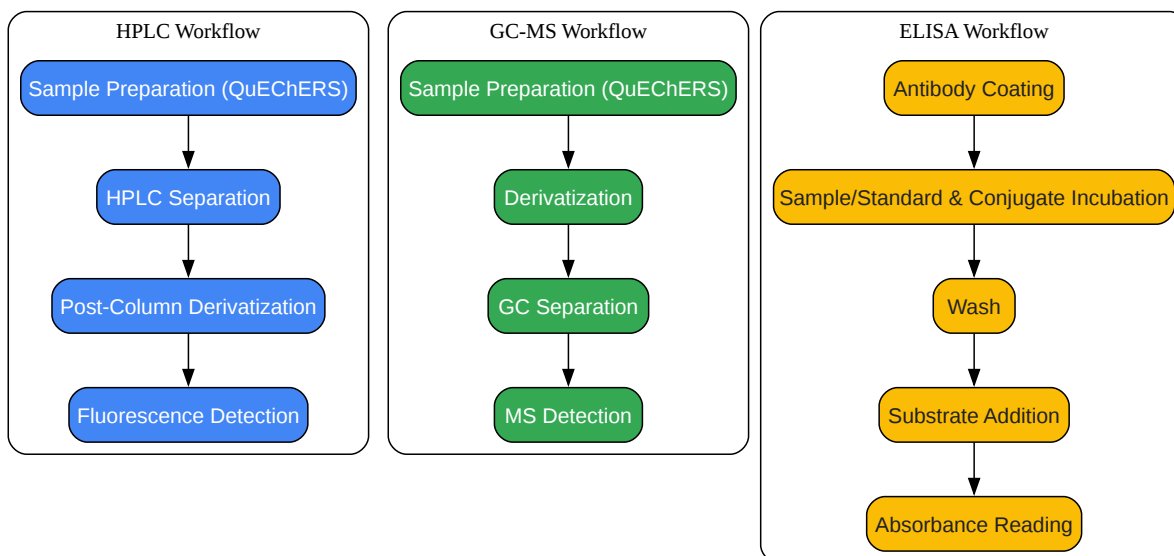 HPLC Workflow
Sample Preparation (QuEChERS)
HPLC Separation
Post-Column Derivatization
Fluorescence Detection
GC-MS Workflow
Sample Preparation (QuEChERS)
Derivatization
GC Separation
MS Detection
ELISA Workflow
Antibody Coating
Sample/Standard & Conjugate Incubation
Wash
Substrate Addition
Absorbance Reading